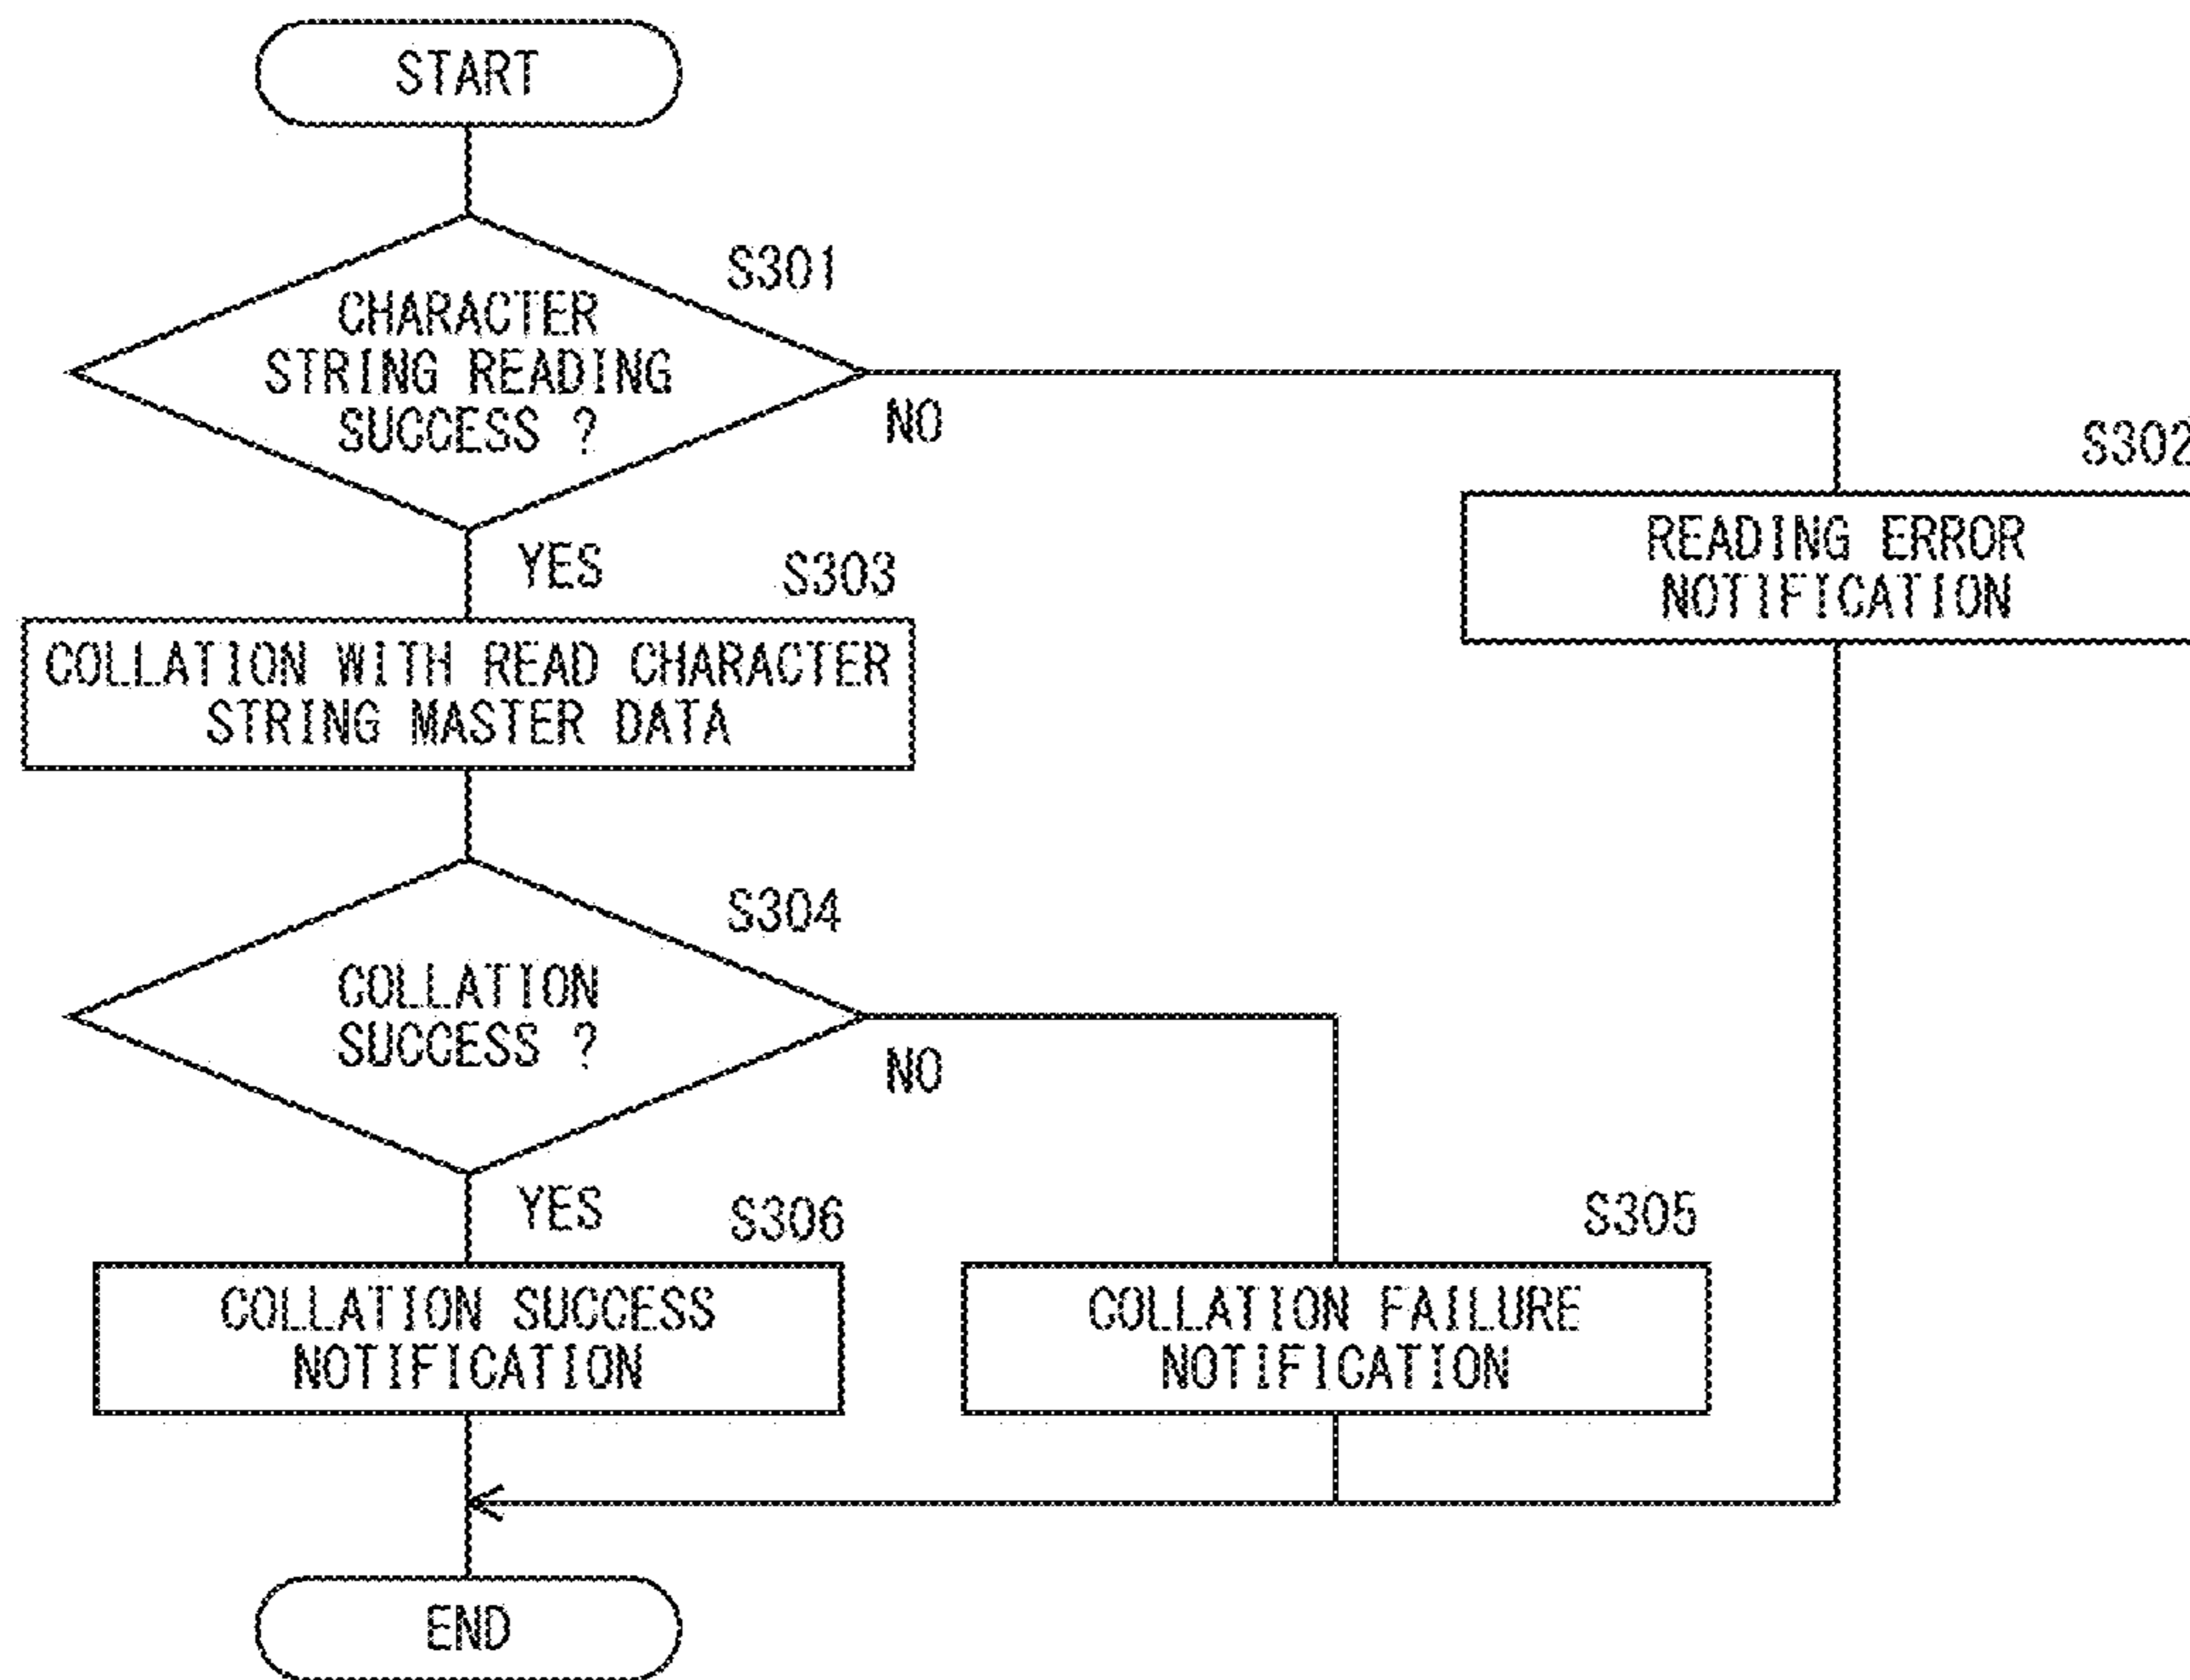 START
S301
CHARACTER
STRING READING
SUCCESS ?
NO
S302
READING ERROR
NOTIFICATION
YES
S303
COLLATION WITH READ CHARACTER
STRING MASTER DATA
S304
COLLATION
SUCCESS ?
NO
YES
S306
S305
COLLATION SUCCESS
NOTIFICATION
COLLATION FAILURE
NOTIFICATION
END